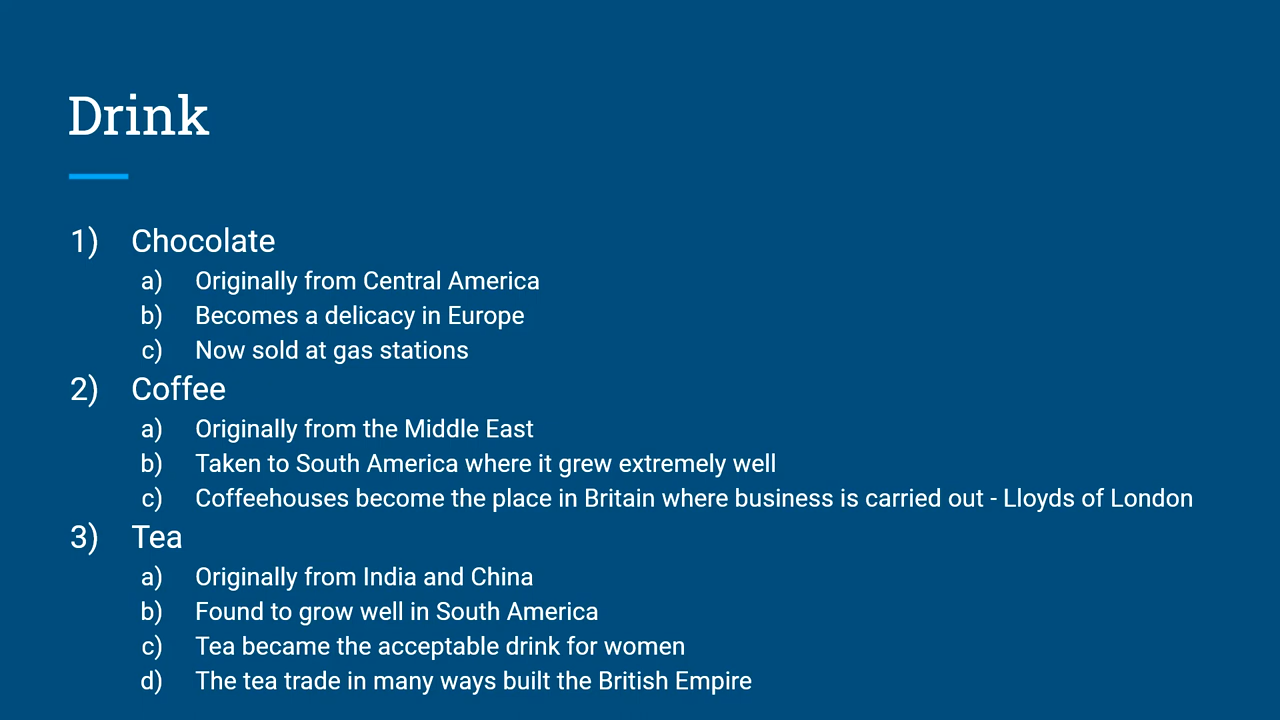 Drink
1) Chocolate
a) Originally from Central America
b) Becomes a delicacy in Europe
c) Now sold at gas stations
2) Coffee
a) Originally from the Middle East
b) Taken to South America where it grew extremely well
c) Coffeehouses become the place in Britain where business is carried out - Lloyds of London
3) Tea
a) Originally from India and China
b) Found to grow well in South America
c) Tea became the acceptable drink for women
d) The tea trade in many ways built the British Empire